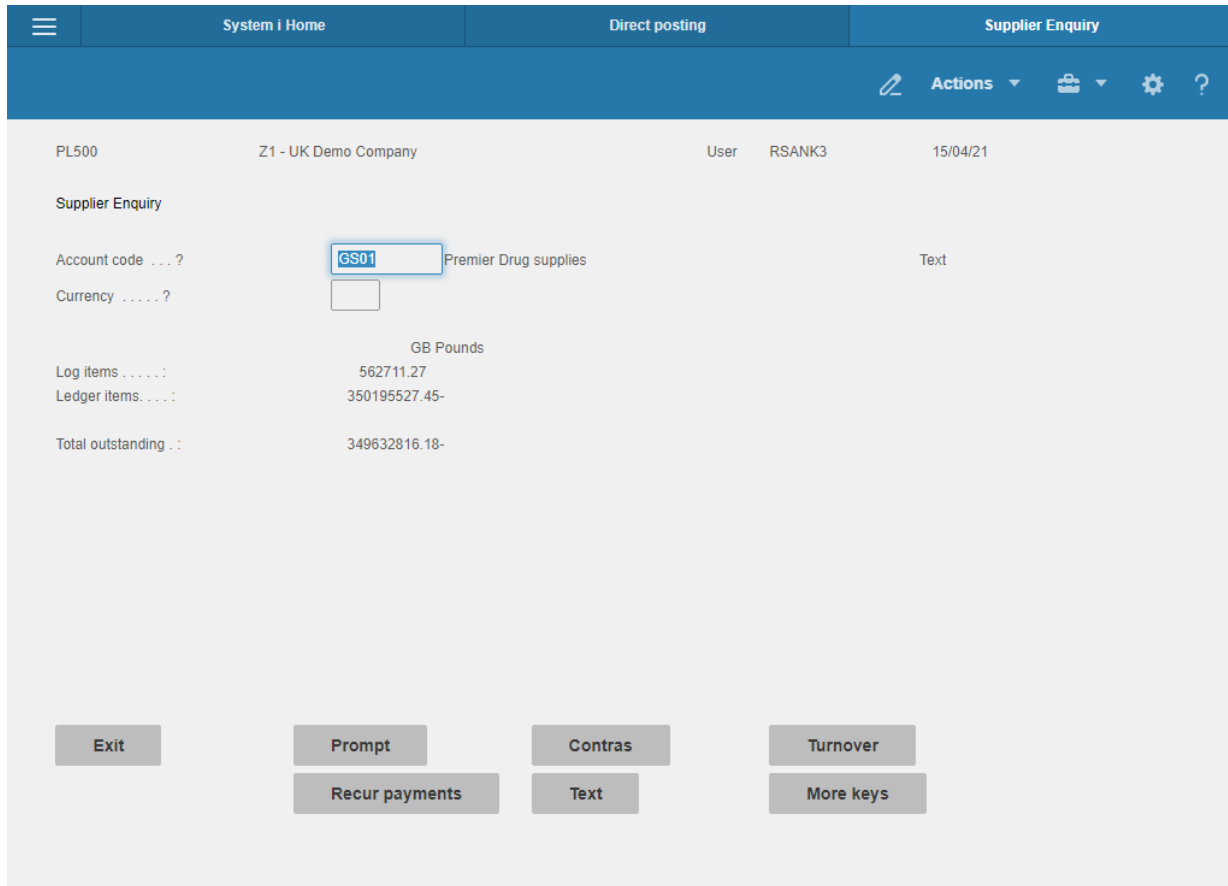 System i Home Direct posting Supplier Enquiry
Actions ?
PL500 Z1 - UK Demo Company User RSANK3 15/04/21
Supplier Enquiry
Account code . . . ? GS01 Premier Drug supplies Text
Currency . . . . . ?
GB Pounds
Log items . . . . . : 562711.27
Ledger items. . . . : 350195527.45-
Total outstanding . : 349632816.18-
Exit Prompt Contras Turnover
Recur payments Text More keys